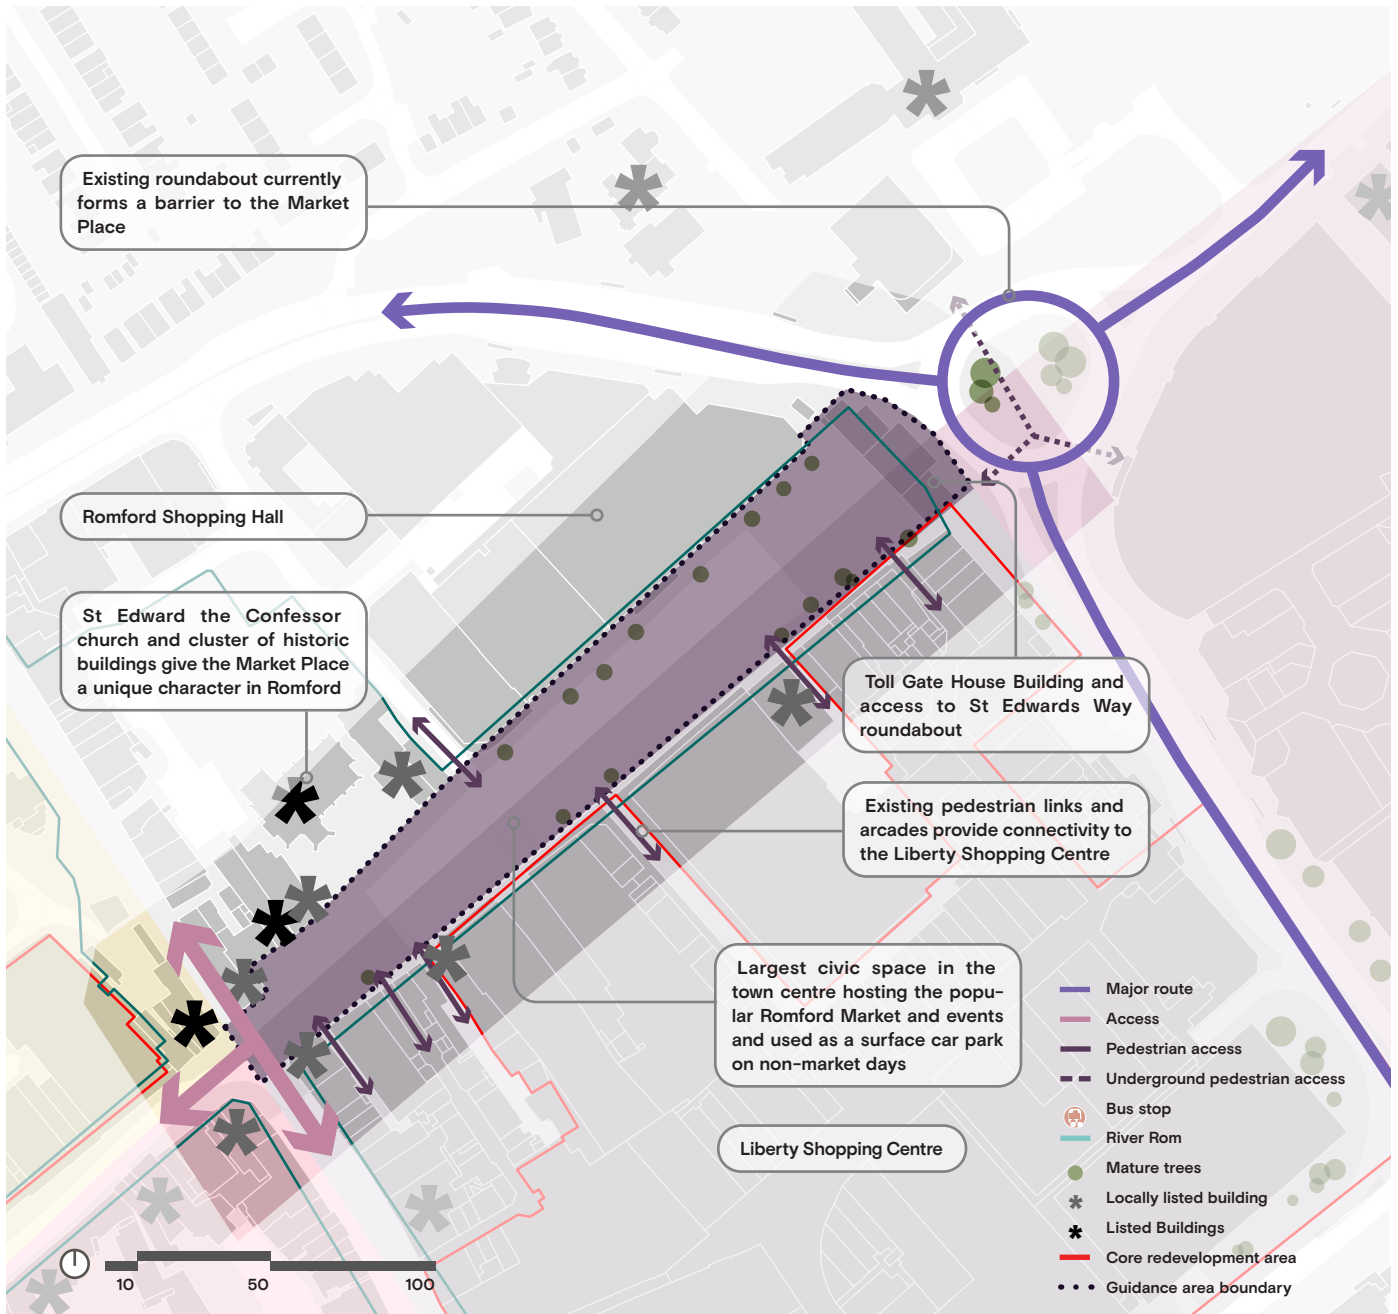 Existing roundabout currently
forms a barrier to the Market
Place
Romford Shopping Hall
St Edward the Confessor
church and cluster of historic
buildings give the Market Place
a unique character in Romford
Toll Gate House Building and
access to St Edwards Way
roundabout
Existing pedestrian links and
arcades provide connectivity to
the Liberty Shopping Centre
Largest civic space in the
town centre hosting the popu-
lar Romford Market and events
and used as a surface car park
on non-market days
Liberty Shopping Centre
Major route
Access
Pedestrian access
Underground pedestrian access
Bus stop
River Rom
Mature trees
Locally listed building
Listed Buildings
Core redevelopment area
Guidance area boundary
10 50 100